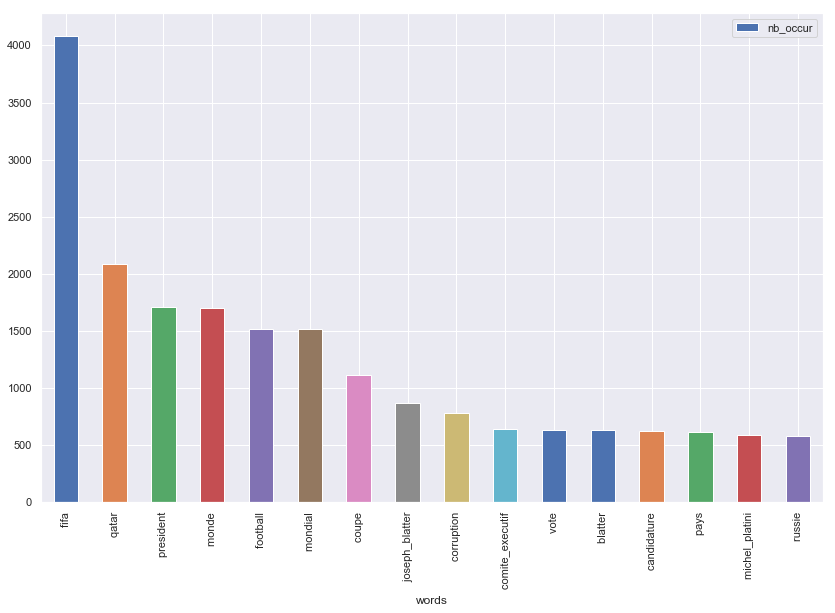 nb_occur
4000
3500
3000
2500
2000
1500
1000
500
0
fifa
qatar
president
monde
football
mondial
coupe
joseph_blatter
corruption
comite_executif
vote
blatter
candidature
pays
michel_platini
russie
words